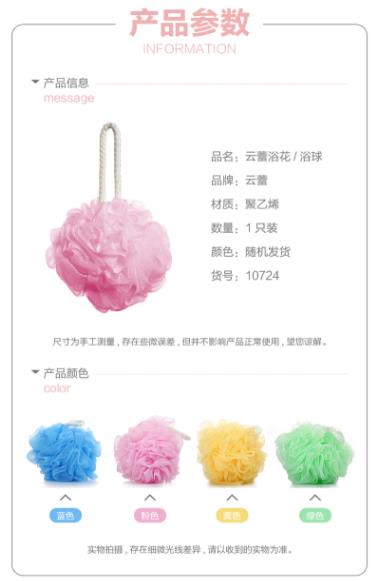 产品参数
INFORMATION
产品信息
message
品名：云蕾浴花 / 浴球
品牌：云蕾
材质：聚乙烯
数量：1 只装
颜色：随机发货
货号：10724
尺寸为手工测量，存在些微误差，但并不影响产品正常使用，望您谅解。
产品颜色
color
蓝色
粉色
黄色
绿色
实物拍摄，存在细微光线差异，请以收到的实物为准。